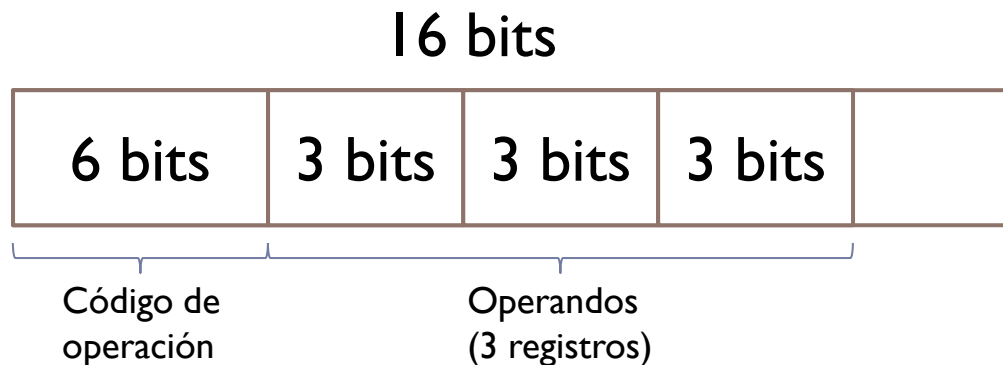 16 bits
6 bits 3 bits 3 bits 3 bits
Código de
operación
Operandos
(3 registros)